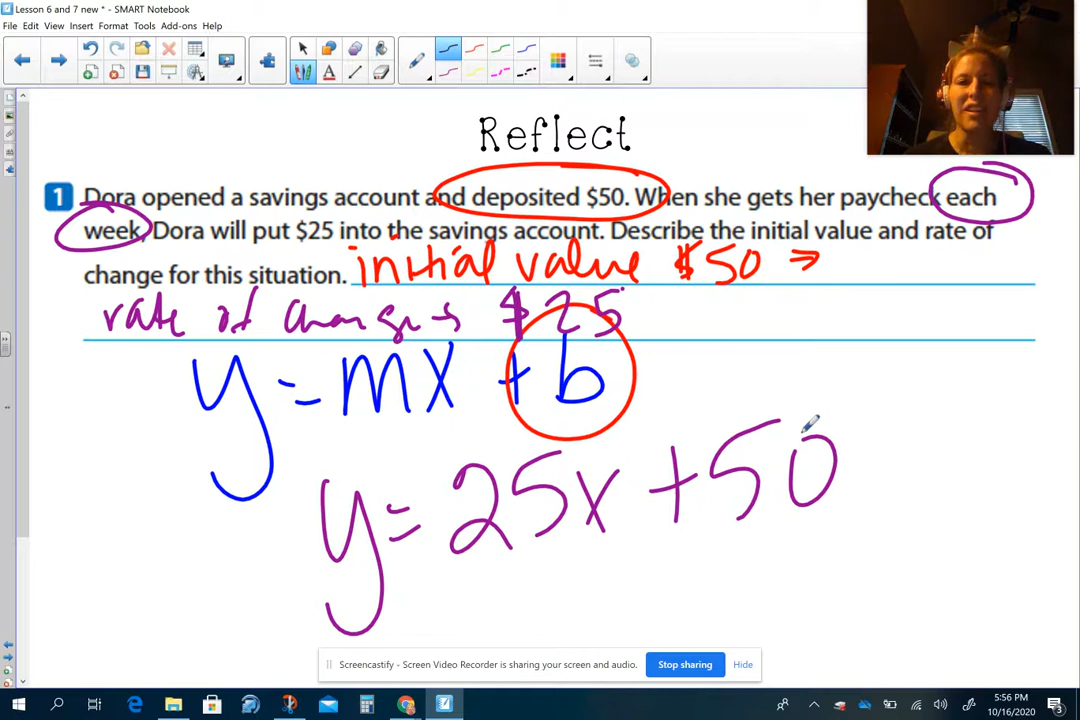 Lesson 6 and 7 new * - SMART Notebook
File Edit View Insert Format Tools Add-ons Help
Reflect
1 Dora opened a savings account and deposited $50. When she gets her paycheck each
week, Dora will put $25 into the savings account. Describe the initial value and rate of
change for this situation. initial value $50 →
rate of change → $25
y = mx + b
y = 25x + 50
Screencastify - Screen Video Recorder is sharing your screen and audio. Stop sharing Hide
5:56 PM
10/16/2020
3